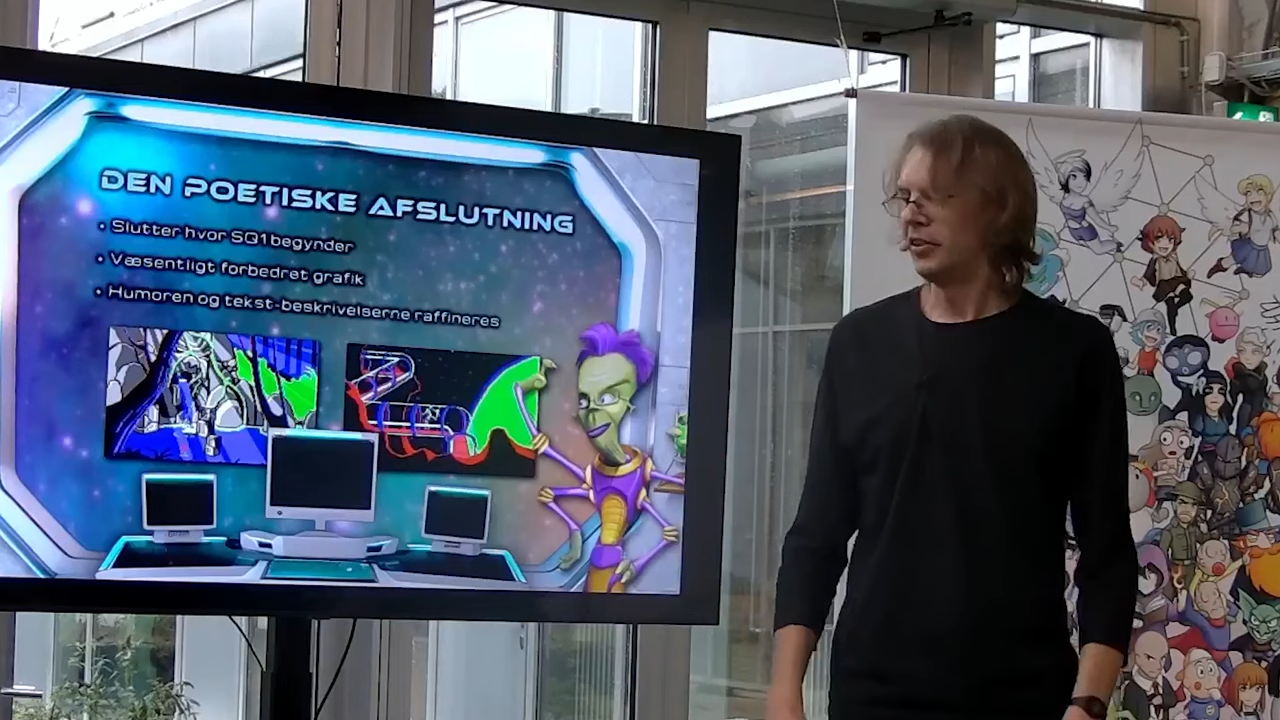 DEN POETISKE AFSLUTNING
• Slutter hvor SQ1 begynder
• Væsentligt forbedret grafik
• Humoren og tekst-beskrivelserne raffineres